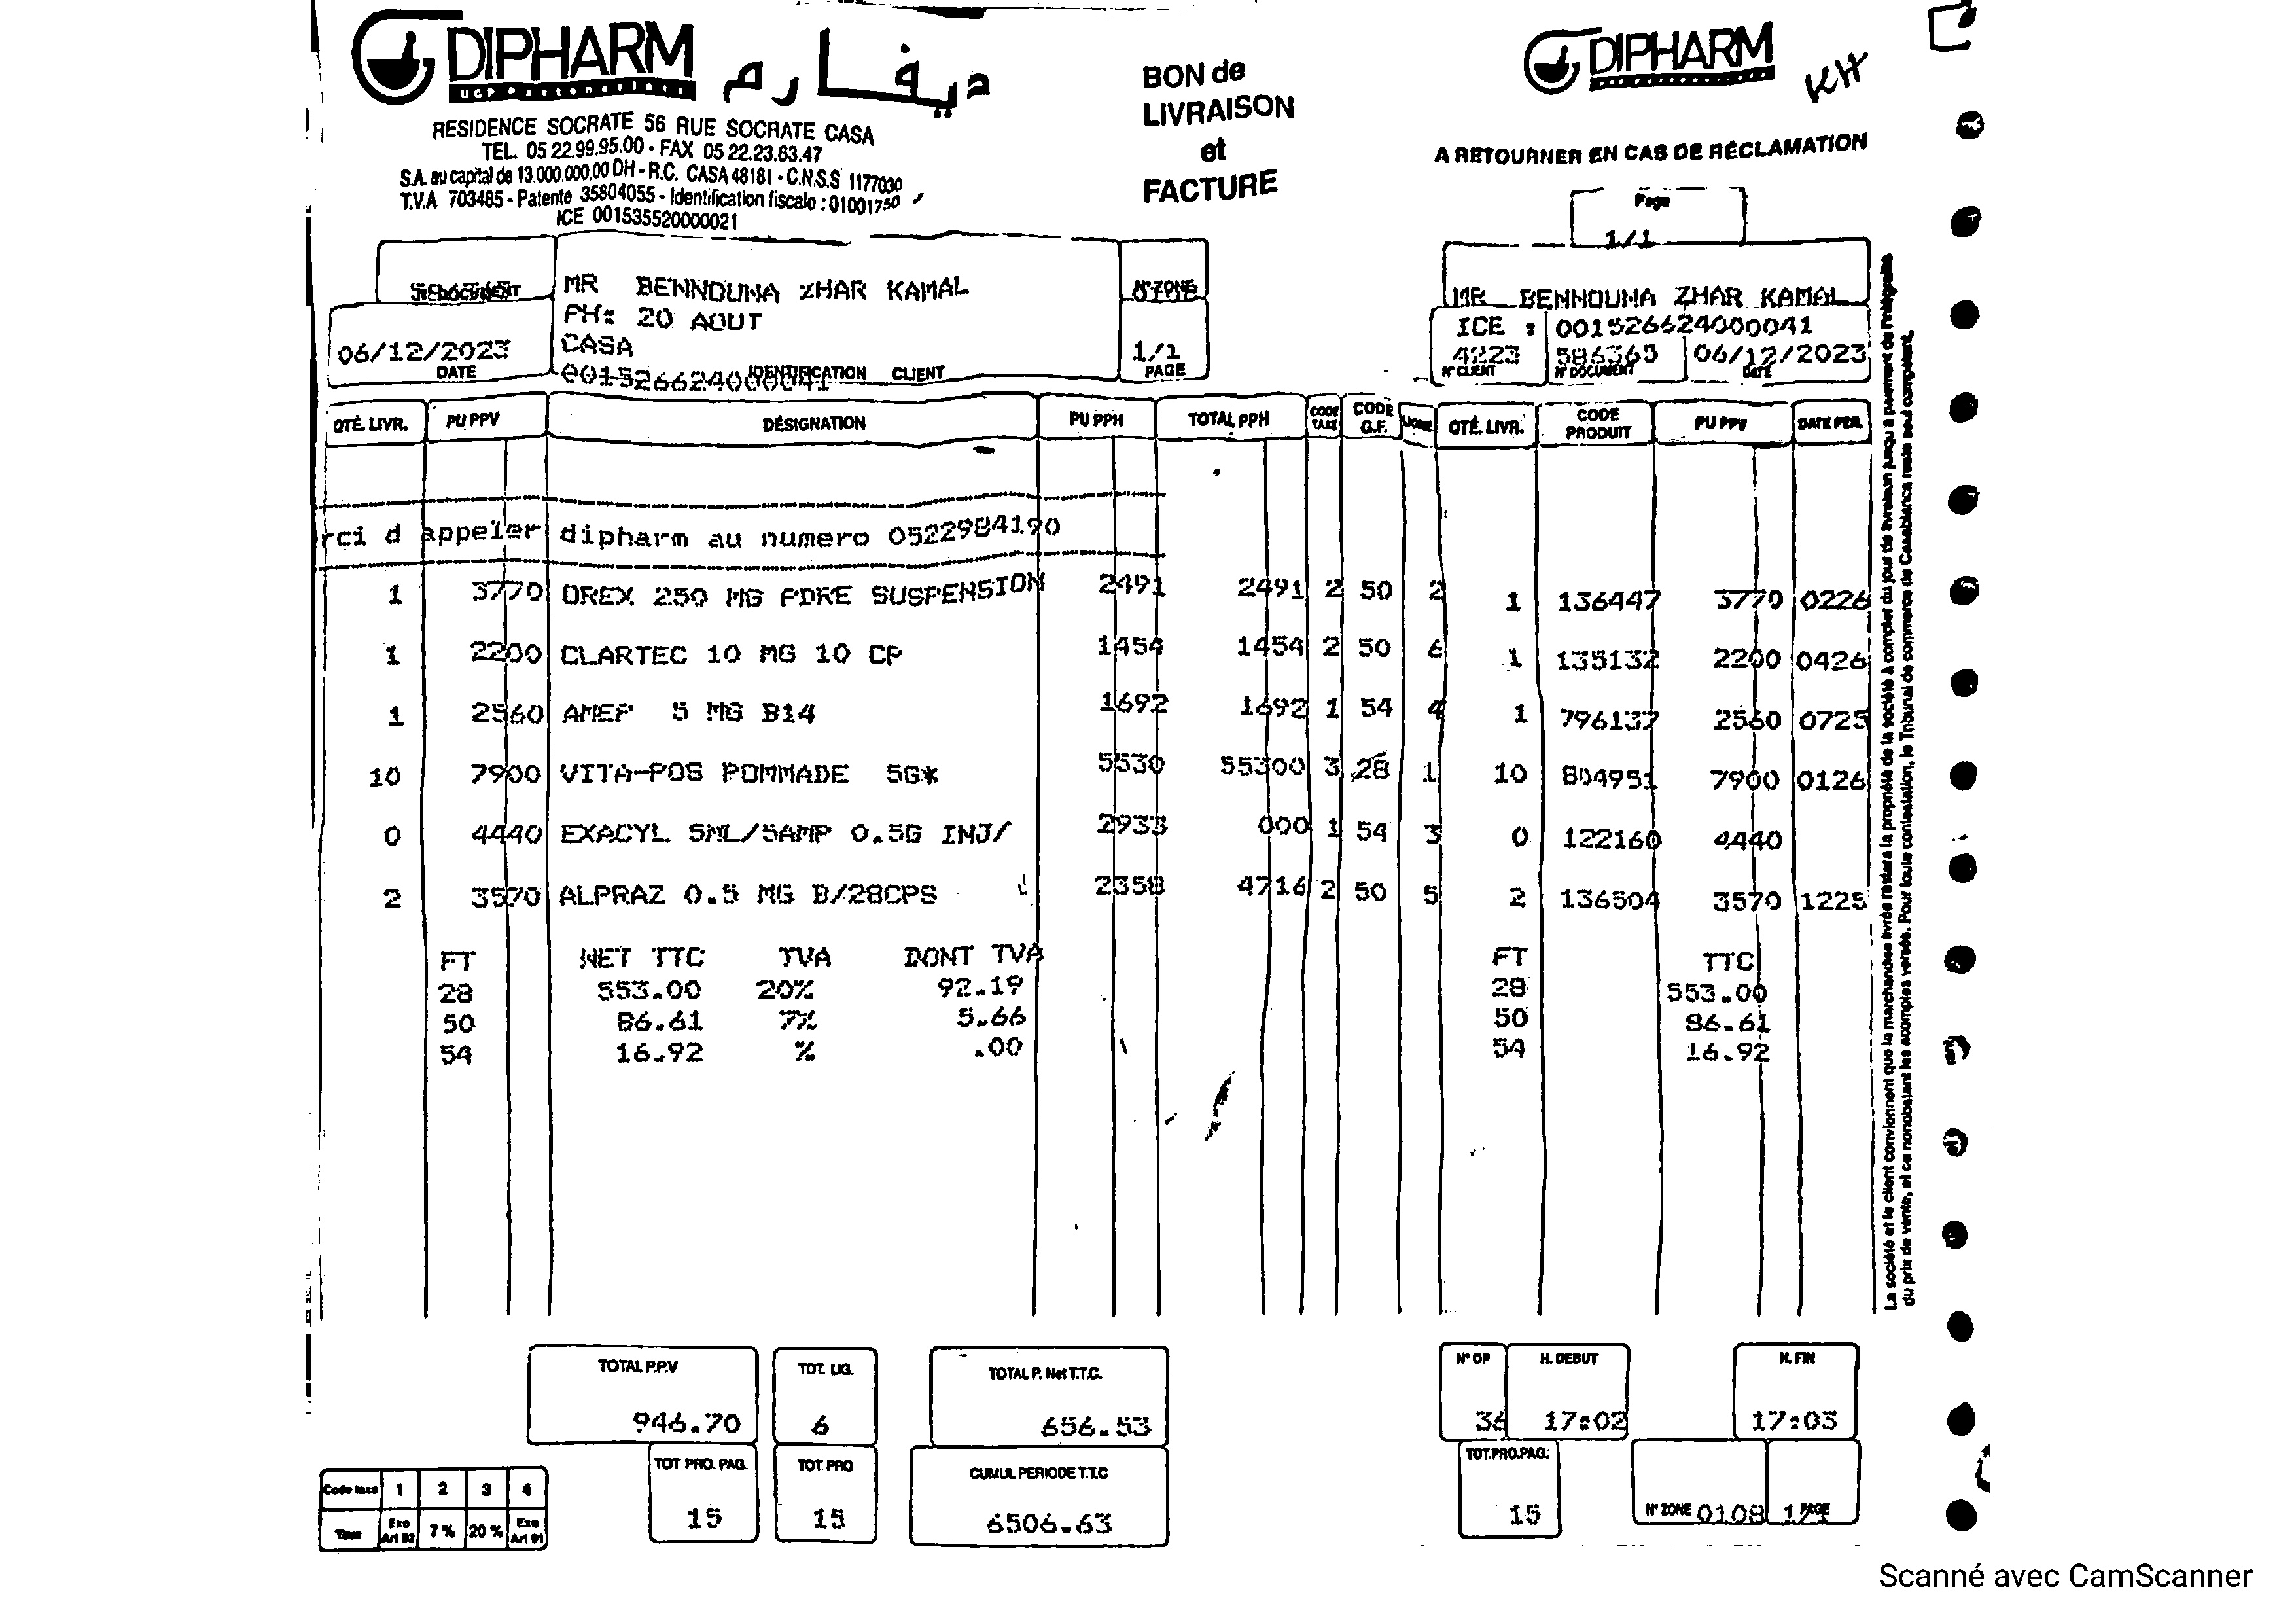 DIPHARM ديفارم
UGP Partenariats
RESIDENCE SOCRATE 56 RUE SOCRATE CASA
TEL. 05 22.99.95.00 - FAX 05 22.23.63.47
S.A. au capital de 13.000.000,00 DH - R.C. CASA 48181 - C.N.S.S 1177030
T.V.A 703485 - Patente 35804055 - Identification fiscale : 01001750
ICE 001535520000021
BON de
LIVRAISON
et
FACTURE
DIPHARM
KH
A RETOURNER EN CAS DE RÉCLAMATION
Page
1/1
MR BENNOUNA ZHAR KAMAL
PH: 20 AOUT
CASA
001526624000041
IDENTIFICATION CLIENT
06/12/2023
DATE
N° ZONE
1/1
PAGE
MR BENNOUNA ZHAR KAMAL
ICE : 001526624000041
4223 586365 06/12/2023
N° CLIENT N° DOCUMENT DATE
QTÉ. LIVR. PU PPV DÉSIGNATION PU PPH TOTAL PPH CODE TAXE CODE G.F. LIGNE QTÉ. LIVR. CODE PRODUIT PU PPV DATE PER.
rci d appeler dipharm au numero 0522984190
1 3770 OREX 250 MG PDRE SUSPENSION 2491 2491 2 50 2 1 136447 3770 0226
1 2200 CLARTEC 10 MG 10 CP 1454 1454 2 50 6 1 135132 2200 0426
1 2560 AMEP 5 MG B14 1692 1692 1 54 4 1 796137 2560 0725
10 7900 VITA-POS POMMADE 5G* 5530 55300 3 28 1 10 804951 7900 0126
0 4440 EXACYL 5ML/5AMP 0.5G INJ/ 2933 000 1 54 3 0 122160 4440
2 3570 ALPRAZ 0.5 MG B/28CPS 2358 4716 2 50 5 2 136504 3570 1225
FT NET TTC TVA DONT TVA FT TTC
28 553.00 20% 92.19 28 553.00
50 86.61 7% 5.66 50 86.61
54 16.92 % .00 54 16.92
La société et le client conviennent que la marchandise livrée restera la propriété de la société à compter du jour de livraison jusqu'à paiement de l'intégralité
du prix de vente, et ce nonobstant les acomptes versés. Pour toute contestation, le Tribunal de commerce de Casablanca reste seul compétent.
TOTAL P.P.V TOT. LIG. TOTAL P. Net T.T.C. N° OP H. DEBUT H. FIN
946.70 6 656.53 36 17:02 17:03
TOT PRO. PAG. TOT. PRO CUMUL PERIODE T.T.C TOT.PRO.PAG.
15 15 6506.63 15 N° ZONE 0108 1/1 PAGE
Code taxe 1 2 3 4
Taux Exo Art 92 7% 20% Exo Art 91
Scanné avec CamScanner